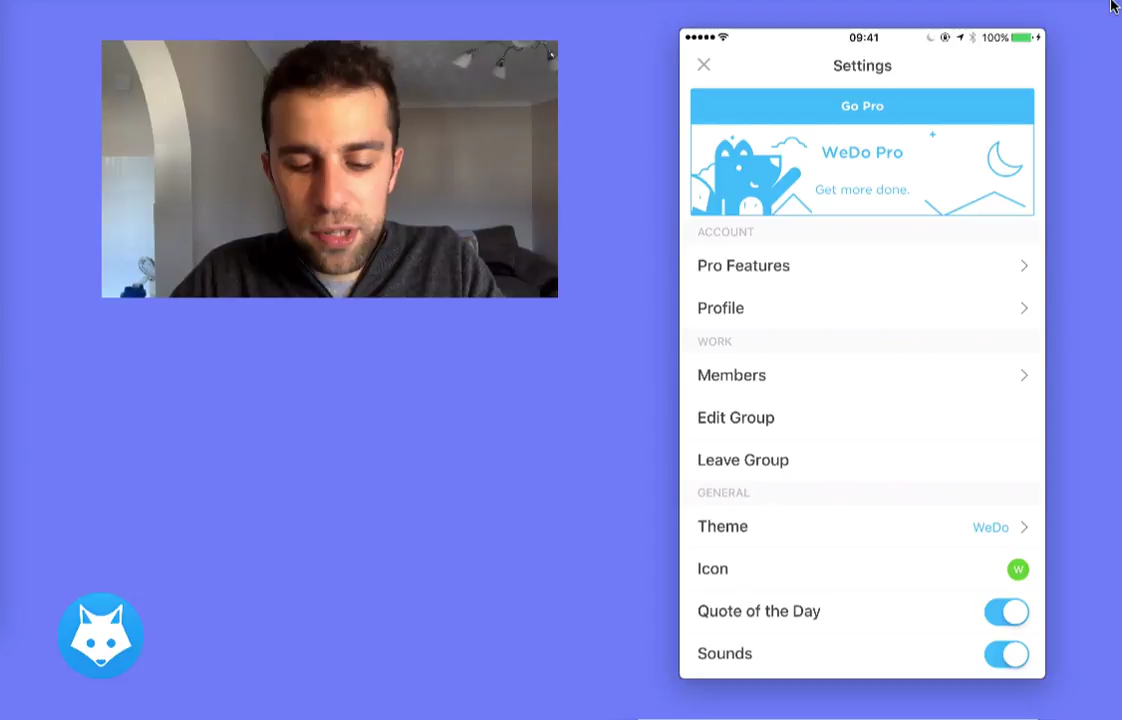 09:41
100%
Settings
Go Pro
WeDo Pro
Get more done.
ACCOUNT
Pro Features
Profile
WORK
Members
Edit Group
Leave Group
GENERAL
Theme WeDo
Icon W
Quote of the Day
Sounds